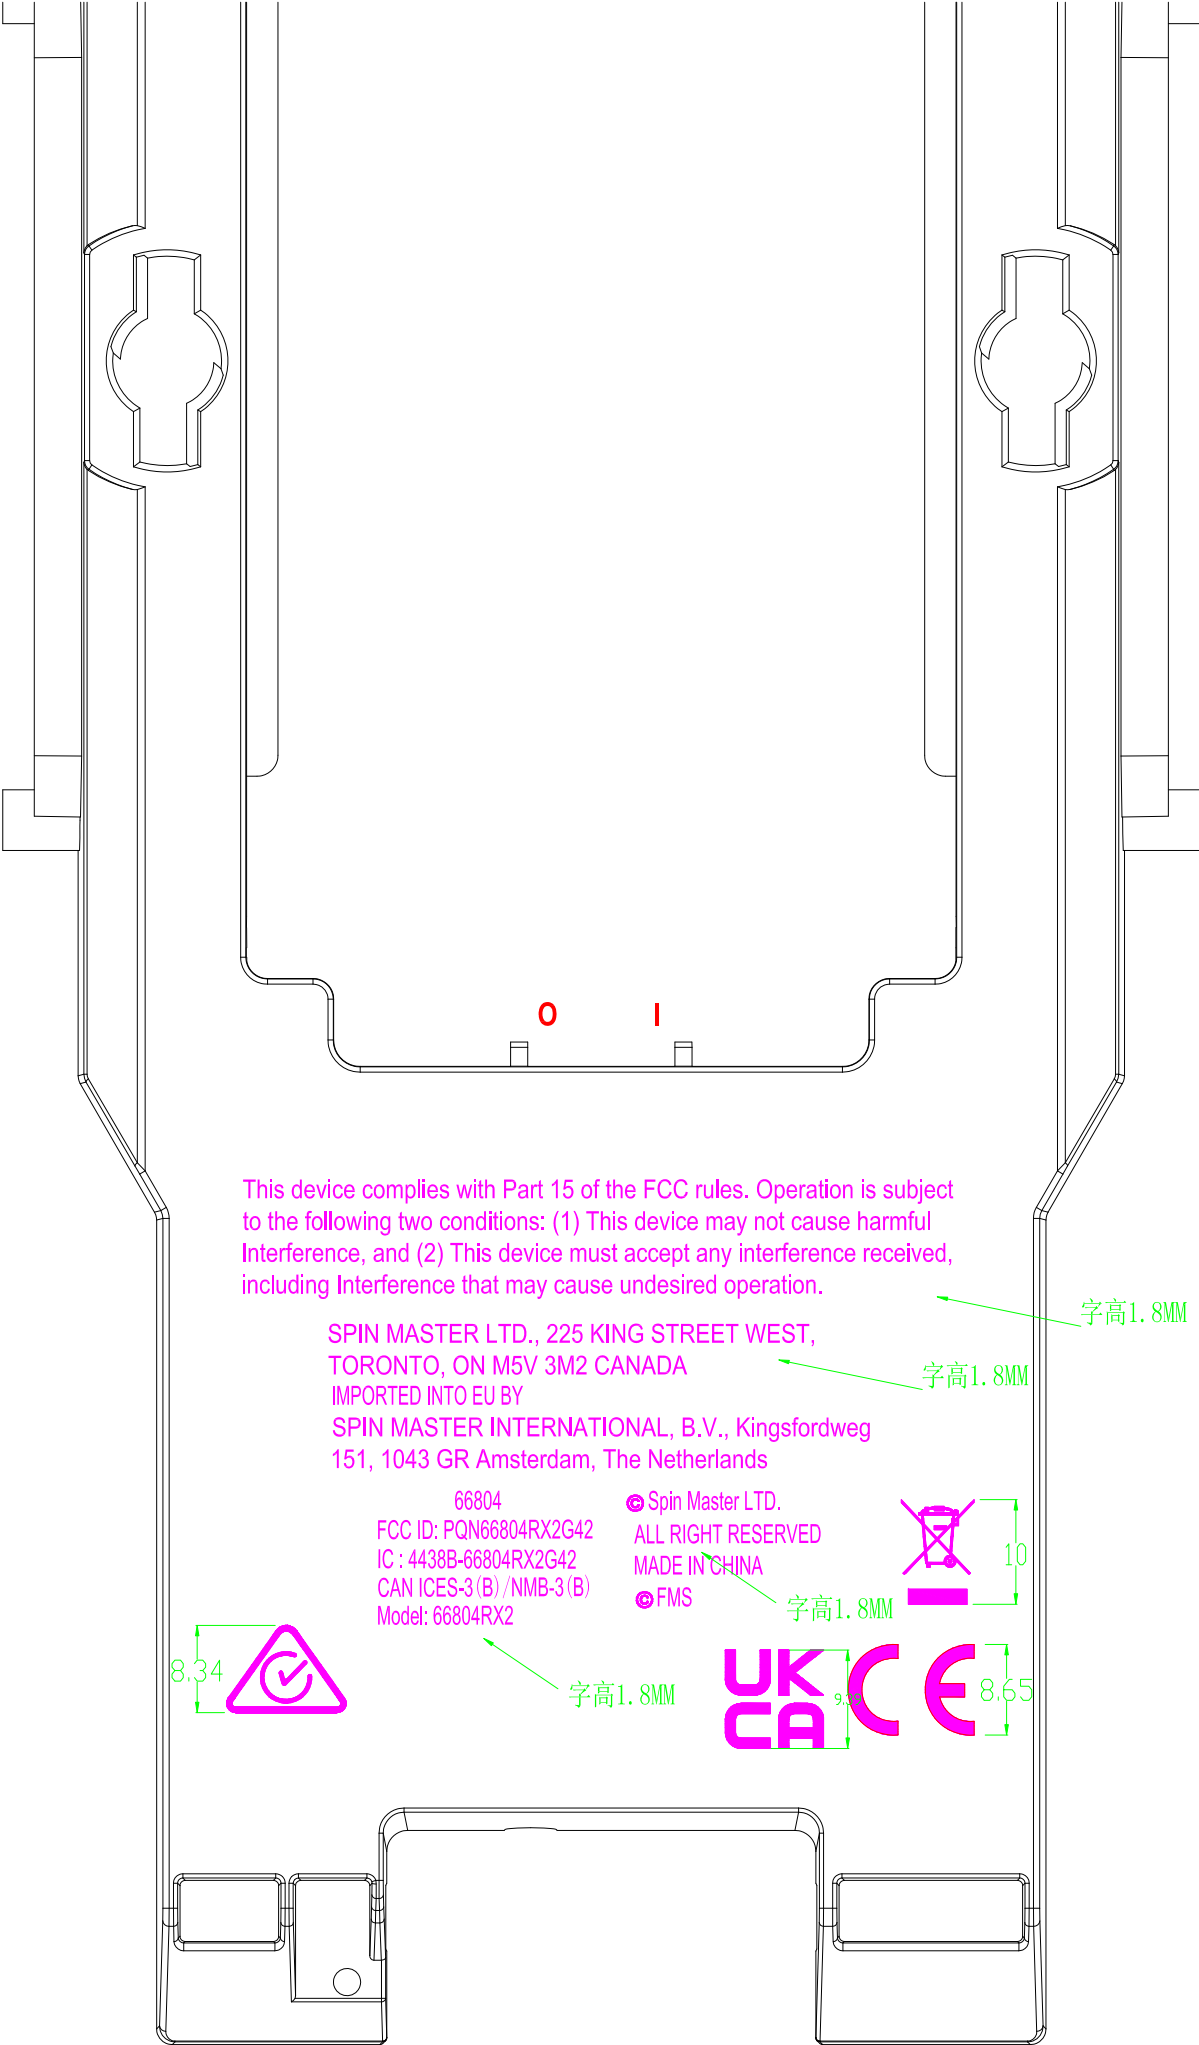 O I
This device complies with Part 15 of the FCC rules. Operation is subject
to the following two conditions: (1) This device may not cause harmful
Interference, and (2) This device must accept any interference received,
including Interference that may cause undesired operation.
字高1.8MM
SPIN MASTER LTD., 225 KING STREET WEST,
TORONTO, ON M5V 3M2 CANADA
字高1.8MM
IMPORTED INTO EU BY
SPIN MASTER INTERNATIONAL, B.V., Kingsfordweg
151, 1043 GR Amsterdam, The Netherlands
66804
FCC ID: PQN66804RX2G42
IC : 4438B-66804RX2G42
CAN ICES-3(B)/NMB-3(B)
Model: 66804RX2
字高1.8MM
© Spin Master LTD.
ALL RIGHT RESERVED
MADE IN CHINA
© FMS
字高1.8MM
10
8.34
UK
CA
9.39
CE
8.65